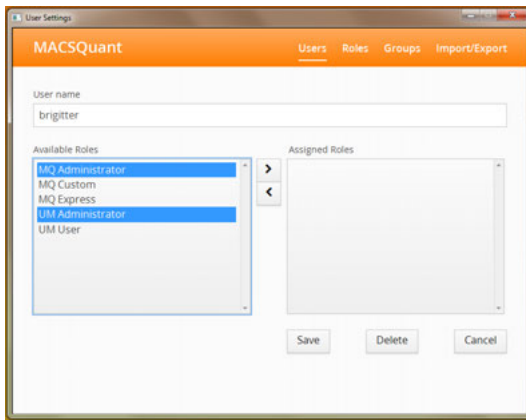 User Settings
MACSQuant
Users Roles Groups Import/Export
User name
brigitter
Available Roles
MQ Administrator
MQ Custom
MQ Express
UM Administrator
UM User
>
<
Assigned Roles
Save
Delete
Cancel